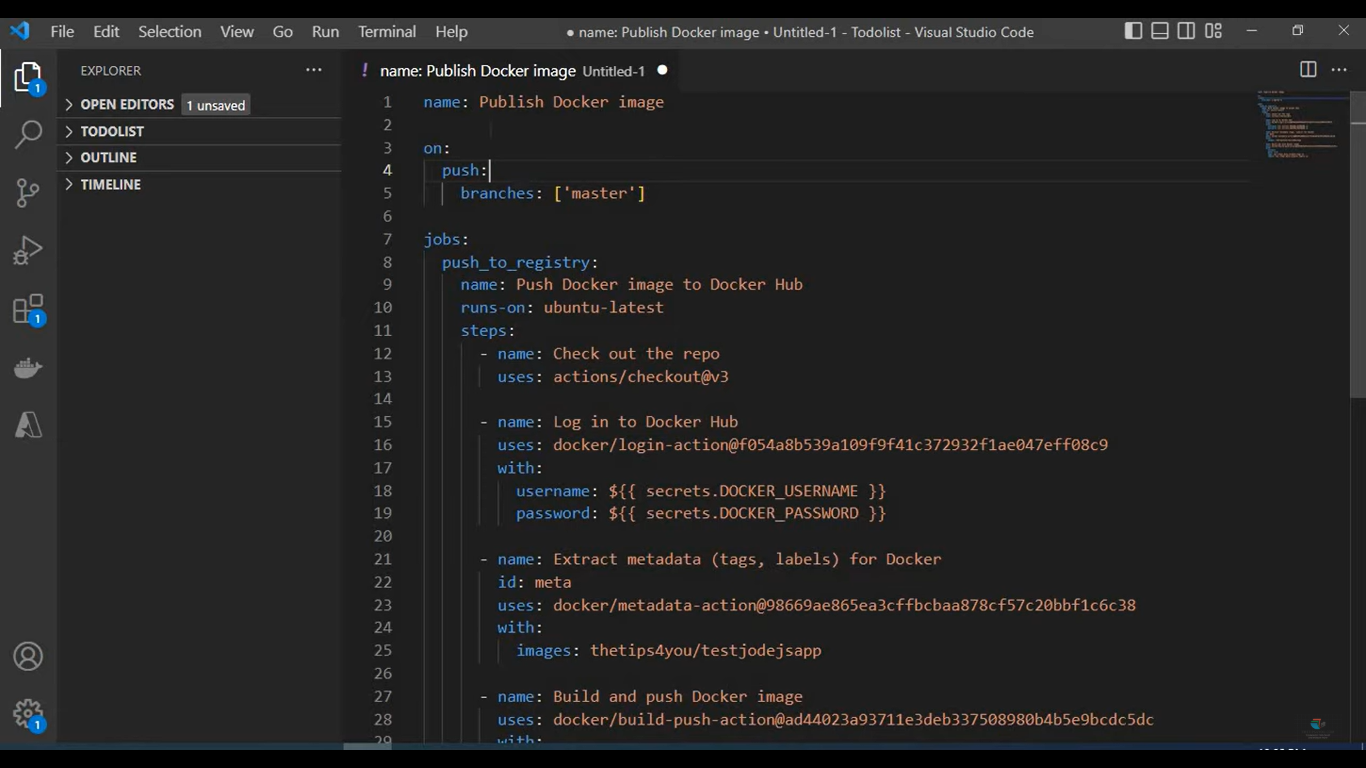 File Edit Selection View Go Run Terminal Help
● name: Publish Docker image • Untitled-1 - Todolist - Visual Studio Code
EXPLORER
OPEN EDITORS 1 unsaved
TODOLIST
OUTLINE
TIMELINE
1
1
1
! name: Publish Docker image Untitled-1
1 name: Publish Docker image
2
3 on:
4 push:
5 branches: ['master']
6
7 jobs:
8 push_to_registry:
9 name: Push Docker image to Docker Hub
10 runs-on: ubuntu-latest
11 steps:
12 - name: Check out the repo
13 uses: actions/checkout@v3
14
15 - name: Log in to Docker Hub
16 uses: docker/login-action@f054a8b539a109f9f41c372932f1ae047eff08c9
17 with:
18 username: ${{ secrets.DOCKER_USERNAME }}
19 password: ${{ secrets.DOCKER_PASSWORD }}
20
21 - name: Extract metadata (tags, labels) for Docker
22 id: meta
23 uses: docker/metadata-action@98669ae865ea3cffbcbaa878cf57c20bbf1c6c38
24 with:
25 images: thetips4you/testjodejsapp
26
27 - name: Build and push Docker image
28 uses: docker/build-push-action@ad44023a93711e3deb337508980b4b5e9bcdc5dc
29 with: